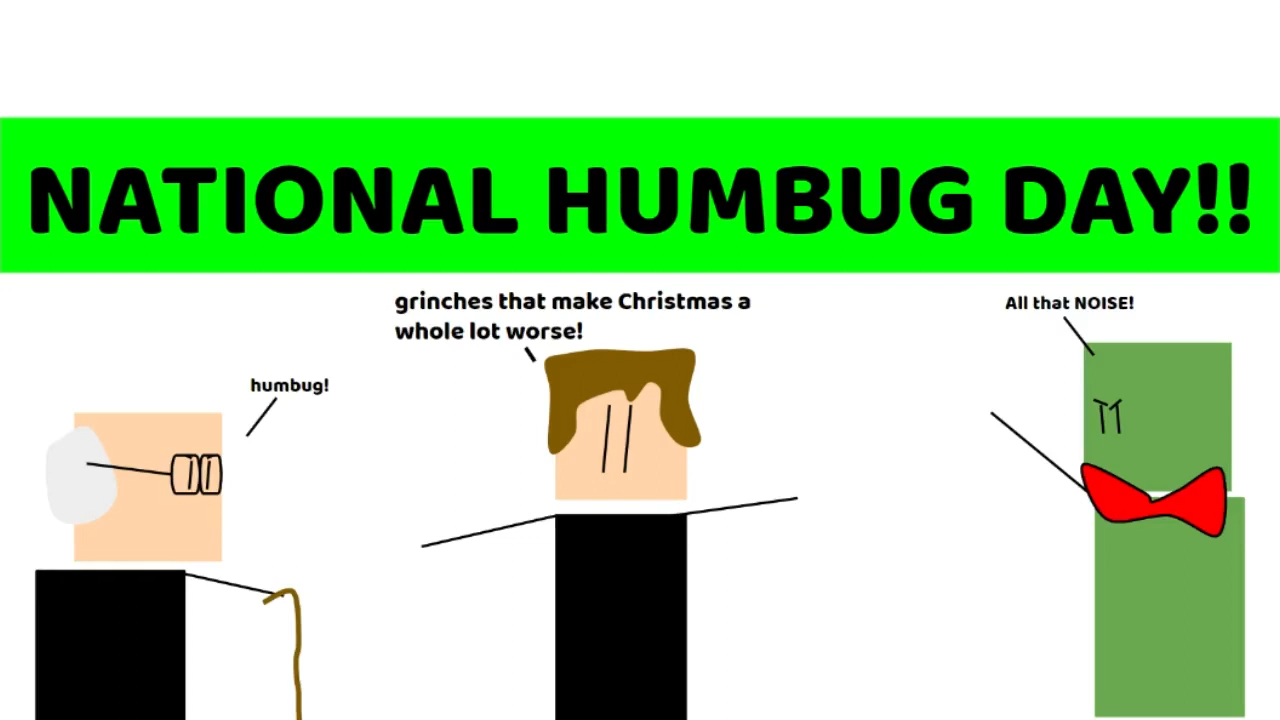 NATIONAL HUMBUG DAY!!
grinches that make Christmas a
whole lot worse!
All that NOISE!
humbug!